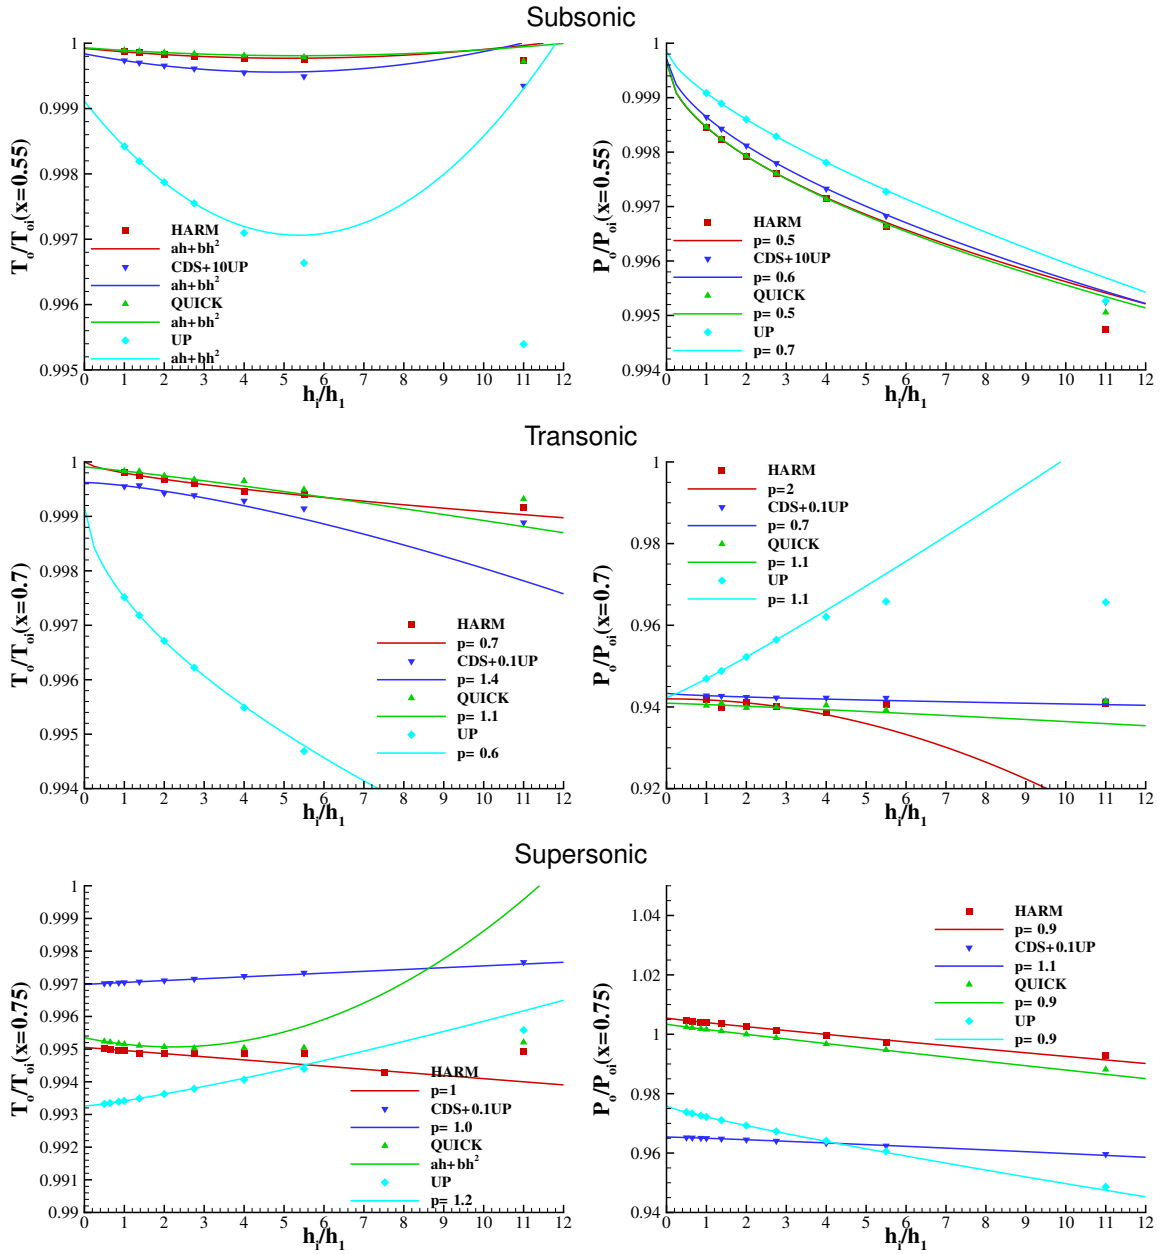 Subsonic
1
0.999
0.998
0.997
0.996
0.995
T_o/T_oi(x=0.55)
HARM
ah+bh²
CDS+10UP
ah+bh²
QUICK
ah+bh²
UP
ah+bh²
0 1 2 3 4 5 6 7 8 9 10 11 12
h_i/h_1
1
0.999
0.998
0.997
0.996
0.995
0.994
P_o/P_oi(x=0.55)
HARM
p= 0.5
CDS+10UP
p= 0.6
QUICK
p= 0.5
UP
p= 0.7
0 1 2 3 4 5 6 7 8 9 10 11 12
h_i/h_1
Transonic
1
0.999
0.998
0.997
0.996
0.995
0.994
T_o/T_oi(x=0.7)
HARM
p= 0.7
CDS+0.1UP
p= 1.4
QUICK
p= 1.1
UP
p= 0.6
0 1 2 3 4 5 6 7 8 9 10 11 12
h_i/h_1
1
0.98
0.96
0.94
0.92
P_o/P_oi(x=0.7)
HARM
p=2
CDS+0.1UP
p= 0.7
QUICK
p= 1.1
UP
p= 1.1
0 1 2 3 4 5 6 7 8 9 10 11 12
h_i/h_1
Supersonic
1
0.999
0.998
0.997
0.996
0.995
0.994
0.993
0.992
0.991
0.99
T_o/T_oi(x=0.75)
HARM
p=1
CDS+0.1UP
p= 1.0
QUICK
ah+bh²
UP
p= 1.2
0 1 2 3 4 5 6 7 8 9 10 11 12
h_i/h_1
1.04
1.02
1
0.98
0.96
0.94
P_o/P_oi(x=0.75)
HARM
p= 0.9
CDS+0.1UP
p= 1.1
QUICK
p= 0.9
UP
p= 0.9
0 1 2 3 4 5 6 7 8 9 10 11 12
h_i/h_1